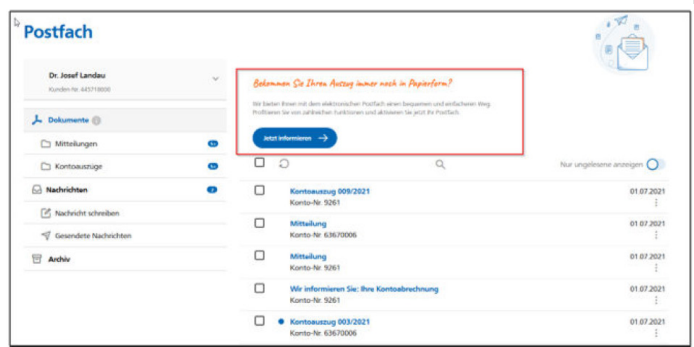 Postfach
Dr. Josef Landau
Kunden-Nr. 445718808
Dokumente
Mitteilungen
Kontoauszüge
Nachrichten
Nachricht schreiben
Gesendete Nachrichten
Archiv
Bekommen Sie Ihren Auszug immer noch in Papierform?
Wir bieten Ihnen mit dem elektronischen Postfach einen bequemen und einfacheren Weg.
Profitieren Sie von zahlreichen Funktionen und aktivieren Sie jetzt Ihr Postfach.
Jetzt informieren
Nur ungelesene anzeigen
Kontoauszug 009/2021 01.07.2021
Konto-Nr. 9261
Mitteilung 01.07.2021
Konto-Nr. 63670006
Mitteilung 01.07.2021
Konto-Nr. 9261
Wir informieren Sie: Ihre Kontoabrechnung 01.07.2021
Konto-Nr. 9261
Kontoauszug 003/2021 01.07.2021
Konto-Nr. 63670006